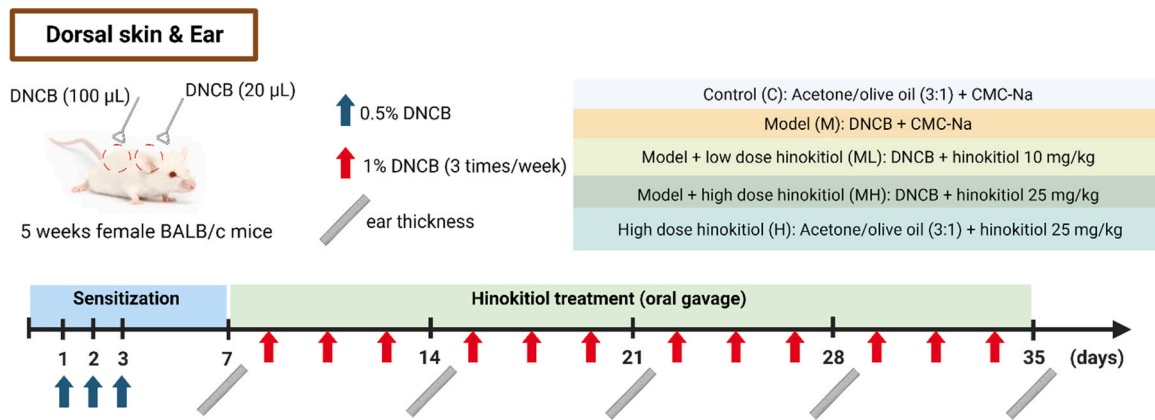 Dorsal skin & Ear
DNCB (100 µL)
DNCB (20 µL)
5 weeks female BALB/c mice
0.5% DNCB
1% DNCB (3 times/week)
ear thickness
Control (C): Acetone/olive oil (3:1) + CMC-Na
Model (M): DNCB + CMC-Na
Model + low dose hinokitiol (ML): DNCB + hinokitiol 10 mg/kg
Model + high dose hinokitiol (MH): DNCB + hinokitiol 25 mg/kg
High dose hinokitiol (H): Acetone/olive oil (3:1) + hinokitiol 25 mg/kg
Sensitization
Hinokitiol treatment (oral gavage)
1 2 3 7 14 21 28 35 (days)